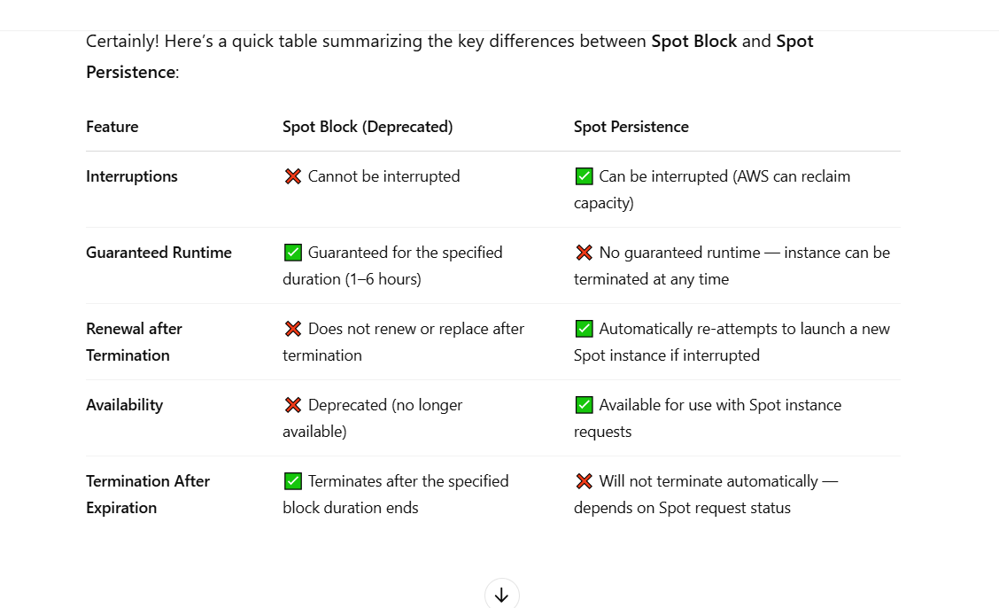 Certainly! Here's a quick table summarizing the key differences between Spot Block and Spot
Persistence:
Feature Spot Block (Deprecated) Spot Persistence
Interruptions ❌ Cannot be interrupted ✅ Can be interrupted (AWS can reclaim
capacity)
Guaranteed Runtime ✅ Guaranteed for the specified ❌ No guaranteed runtime — instance can be
duration (1–6 hours) terminated at any time
Renewal after ❌ Does not renew or replace after ✅ Automatically re-attempts to launch a new
Termination termination Spot instance if interrupted
Availability ❌ Deprecated (no longer ✅ Available for use with Spot instance
available) requests
Termination After ✅ Terminates after the specified ❌ Will not terminate automatically —
Expiration block duration ends depends on Spot request status